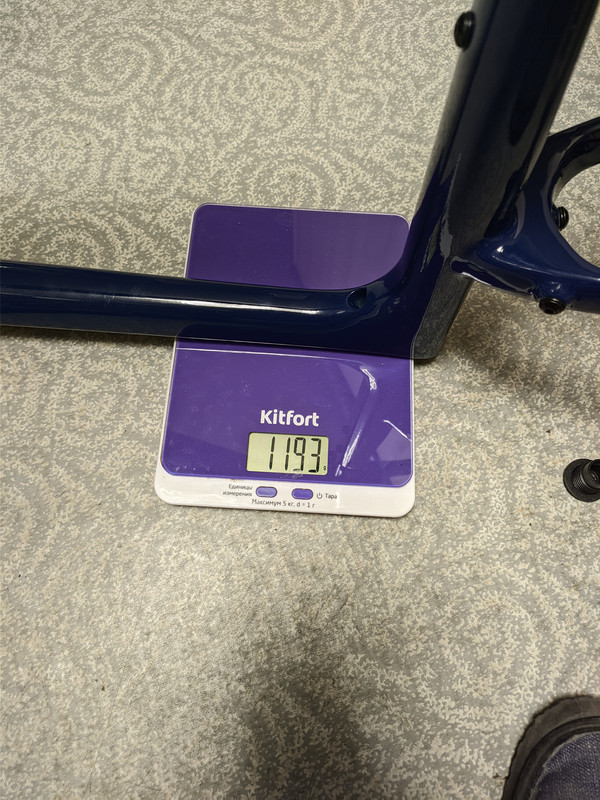 Kitfort
1193 g
Единицы
измерения
Тара
Максимум 5 кг, d = 1 г